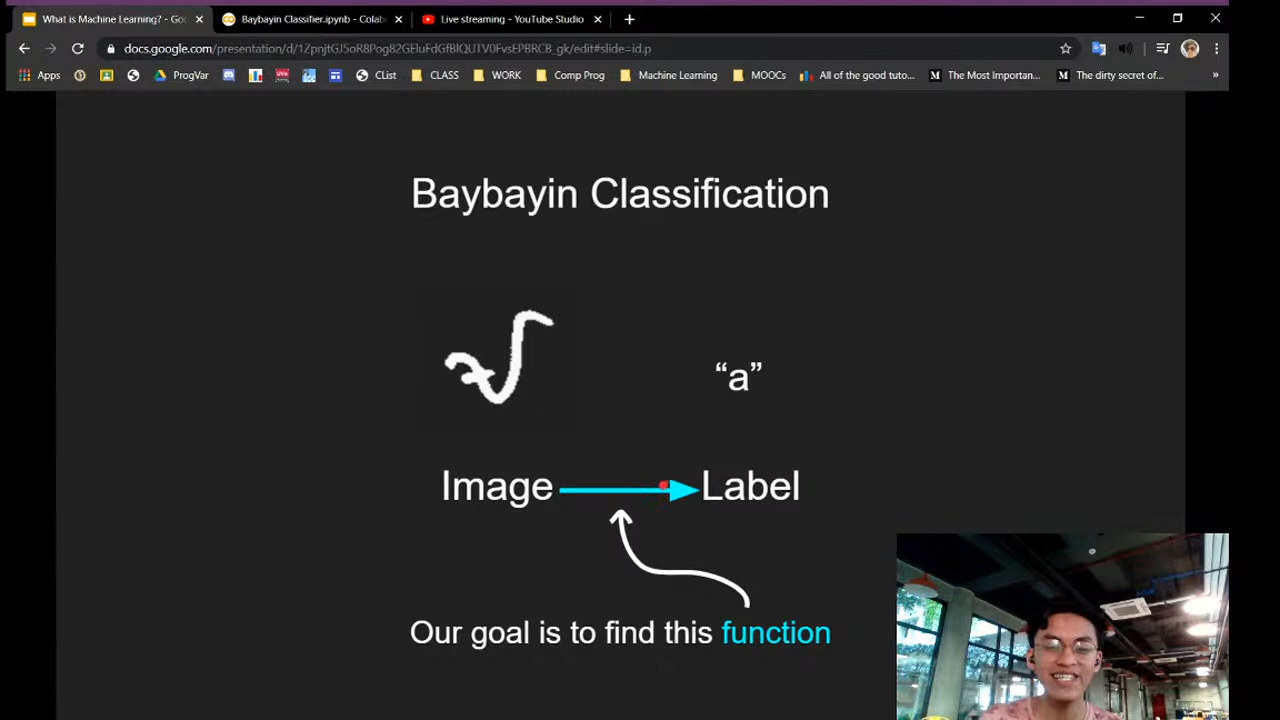 What is Machine Learning? - Goo
Baybayin Classifier.ipynb - Colab
Live streaming - YouTube Studio
docs.google.com/presentation/d/1ZpnjtGJ5oR8Pog82GEluFdGfBlQUTV0FvsEPBRCB_gk/edit#slide=id.p
Apps ProgVar CList CLASS WORK Comp Prog Machine Learning MOOCs All of the good tuto... The Most Importan... The dirty secret of... »
Baybayin Classification
ᜀ “a”
Image Label
Our goal is to find this function